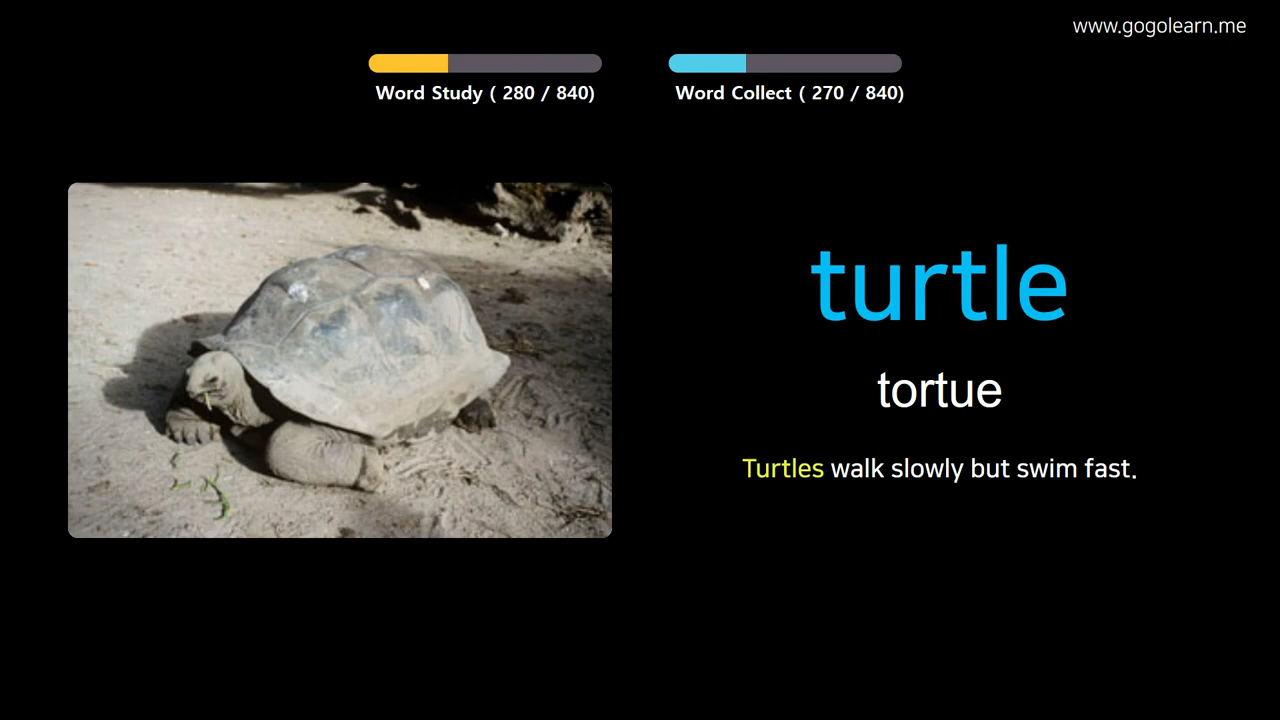 www.gogolearn.me
Word Study ( 280 / 840)
Word Collect ( 270 / 840)
turtle
tortue
Turtles walk slowly but swim fast.